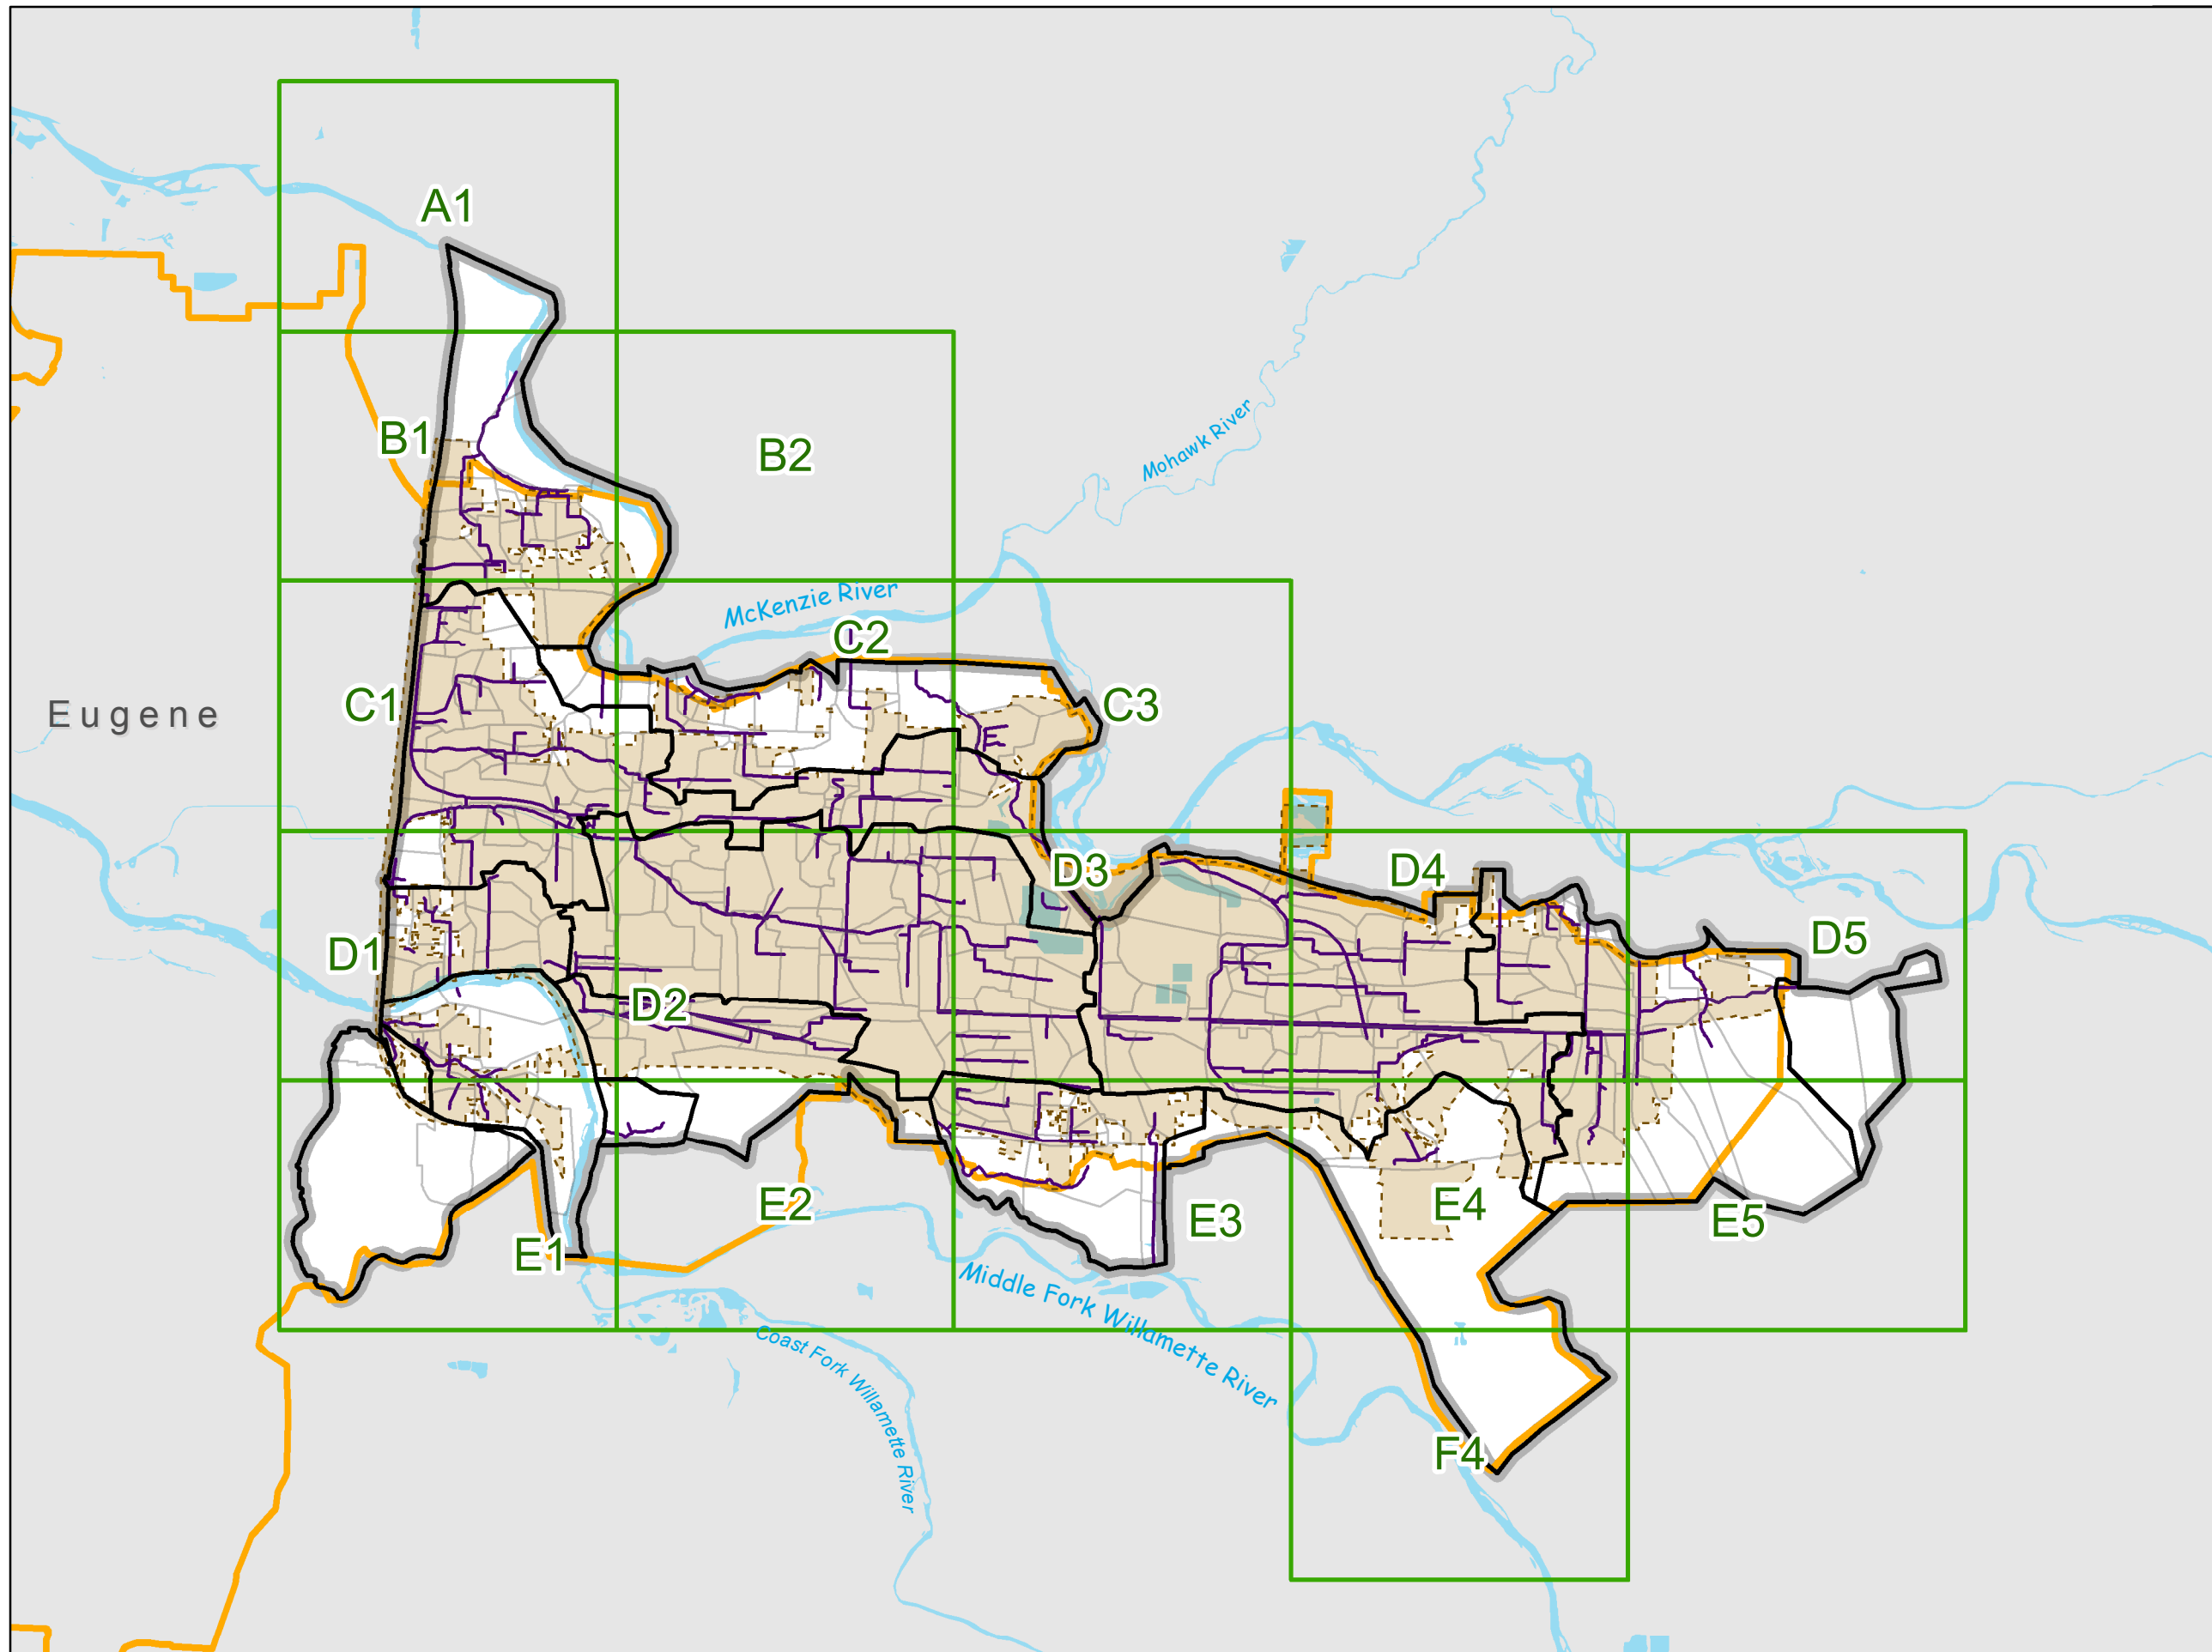 A1
B1
B2
Mohawk River
McKenzie River
C2
C1
C3
Eugene
D3
D4
D5
D1
D2
E2
E4
E3
E5
E1
Middle Fork Willamette River
Coast Fork Willamette River
F4